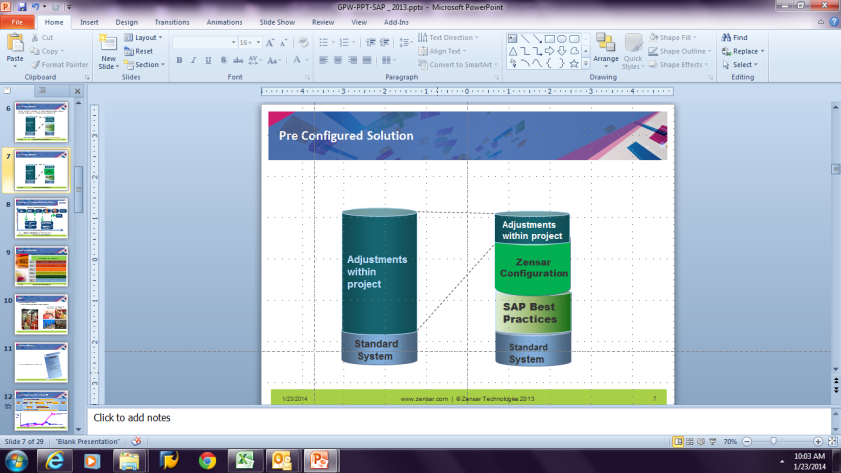 GPW-PPT-SAP_2013.pptx - Microsoft PowerPoint
File Home Insert Design Transitions Animations Slide Show Review View Add-Ins
Paste
Cut
Copy
Format Painter
Clipboard
New Slide
Layout
Reset
Section
Slides
16
B I U S abc AV Aa A
Font
Paragraph
Text Direction
Align Text
Convert to SmartArt
Arrange
Quick Styles
Shape Fill
Shape Outline
Shape Effects
Drawing
Find
Replace
Select
Editing
6
7
8
9
10
11
12
Pre Configured Solution
Adjustments
within
project
Standard
System
Adjustments
within project
Zensar
Configuration
SAP Best
Practices
Standard
System
1/23/2014 www.zensar.com | © Zensar Technologies 2013 7
Click to add notes
Slide 7 of 29 "Blank Presentation" 70%
10:03 AM
1/23/2014